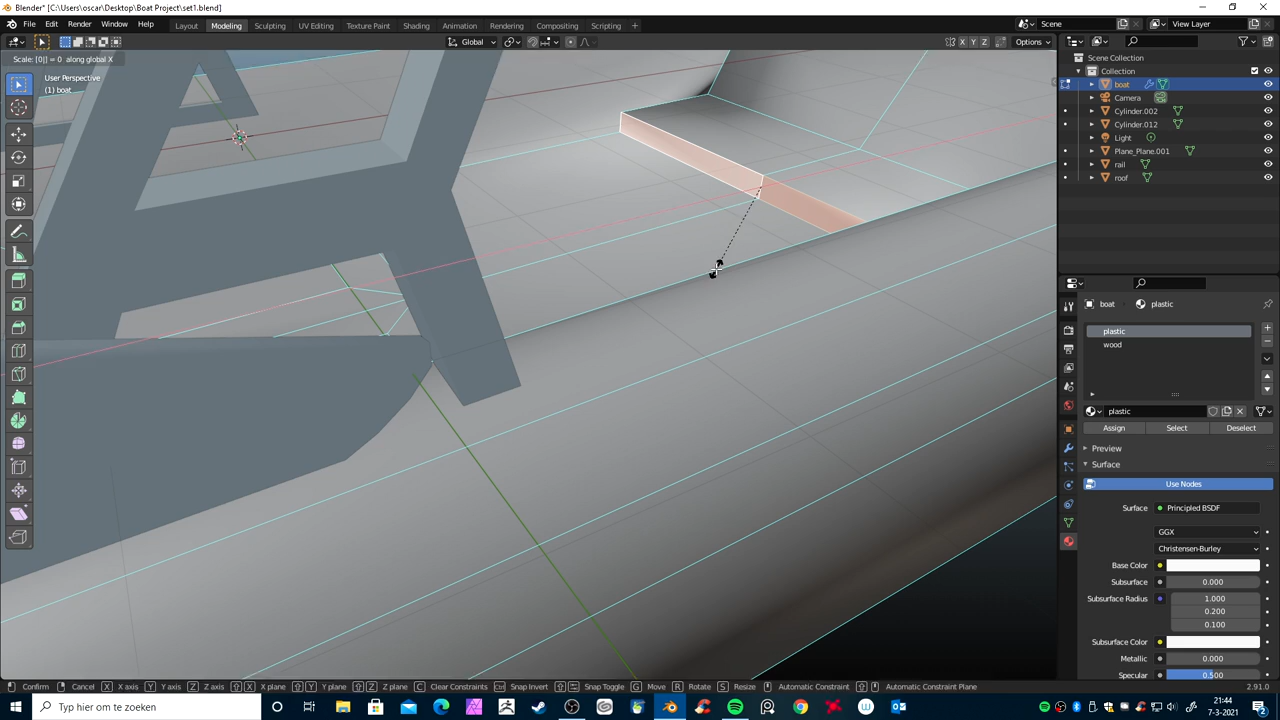 Blender* [C:\Users\oscar\Desktop\Boat Project\set1.blend]
File Edit Render Window Help Layout Modeling Sculpting UV Editing Texture Paint Shading Animation Rendering Compositing Scripting Scene View Layer
Global X Y Z Options
Scale: [0|] = 0 along global X
User Perspective
(1) boat
Scene Collection
Collection
boat
Camera
Cylinder.002
Cylinder.012
Light
Plane_Plane.001
rail
roof
boat plastic
plastic
wood
plastic
Assign Select Deselect
Preview
Surface
Use Nodes
Surface Principled BSDF
GGX
Christensen-Burley
Base Color
Subsurface 0.000
Subsurface Radius 1.000
0.200
0.100
Subsurface Color
Metallic 0.000
Specular 0.500
Confirm Cancel X X axis Y Y axis Z Z axis X X plane Y Y plane Z Z plane C Clear Constraints Ctrl Snap Invert Snap Toggle G Move R Rotate S Resize Automatic Constraint Automatic Constraint Plane 2.91.0
Typ hier om te zoeken
21:44
7-3-2021